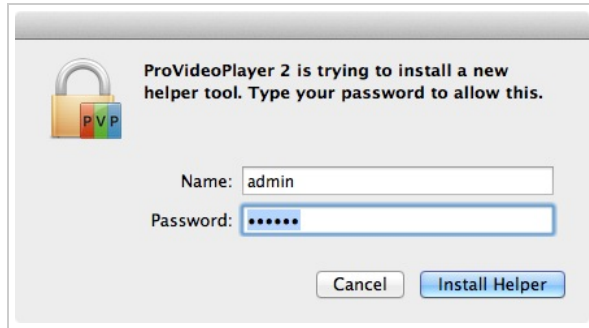 ProVideoPlayer 2 is trying to install a new
helper tool. Type your password to allow this.
PVP
Name: admin
Password: ••••••
Cancel Install Helper